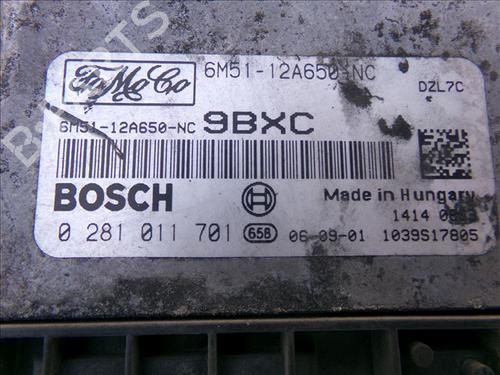 FoMoCo
6M51-12A650-NC
DZL7C
6M51-12A650-NC 9BXC
BOSCH
Made in Hungary
1414
0 281 011 701 658 06-09-01 1039S17805